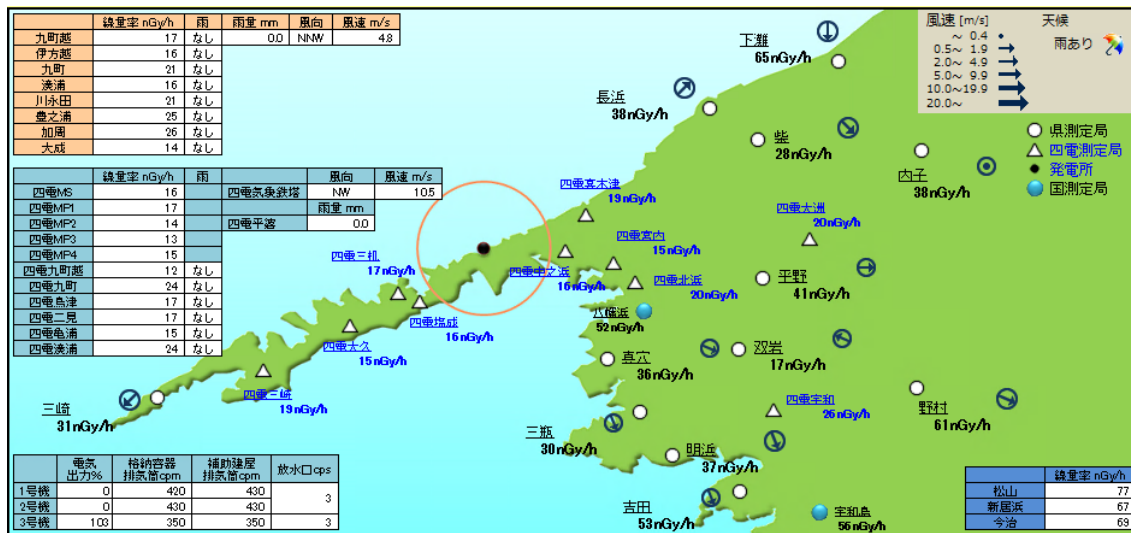 線量率 nGy/h 雨 雨量 mm 風向 風速 m/s
九町越 17 なし 0.0 NNW 4.8
伊方越 16 なし
九町 21 なし
湊浦 16 なし
川永田 21 なし
豊之浦 25 なし
加周 26 なし
大成 14 なし
線量率 nGy/h 雨 風向 風速 m/s
四電MS 16 四電気象鉄塔 NW 10.5
四電MP1 17 雨量 mm
四電MP2 14 四電平碆 0.0
四電MP3 13
四電MP4 15
四電九町越 12 なし
四電九町 24 なし
四電鳥津 17 なし
四電二見 17 なし
四電亀浦 15 なし
四電湊浦 24 なし
下灘
65nGy/h
長浜
38nGy/h
柴
28nGy/h
内子
38nGy/h
四電喜木津
19nGy/h
四電大洲
20nGy/h
四電宮内
15nGy/h
四電三机
17nGy/h
四電中之浜
16nGy/h
四電北浜
20nGy/h
平野
41nGy/h
八幡浜
52nGy/h
四電塩成
16nGy/h
四電大久
15nGy/h
真穴
36nGy/h
双岩
17nGy/h
四電三崎
19nGy/h
三崎
31nGy/h
四電宇和
26nGy/h
野村
61nGy/h
三瓶
30nGy/h
明浜
37nGy/h
吉田
53nGy/h
宇和島
56nGy/h
風速 [m/s] 天候
～ 0.4 雨あり
0.5～ 1.9
2.0～ 4.9
5.0～ 9.9
10.0～19.9
20.0～
県測定局
四電測定局
発電所
国測定局
電気出力% 格納容器排気筒cpm 補助建屋排気筒cpm 放水口cps
1号機 0 420 430 3
2号機 0 430 430
3号機 103 350 350 3
線量率 nGy/h
松山 77
新居浜 67
今治 69